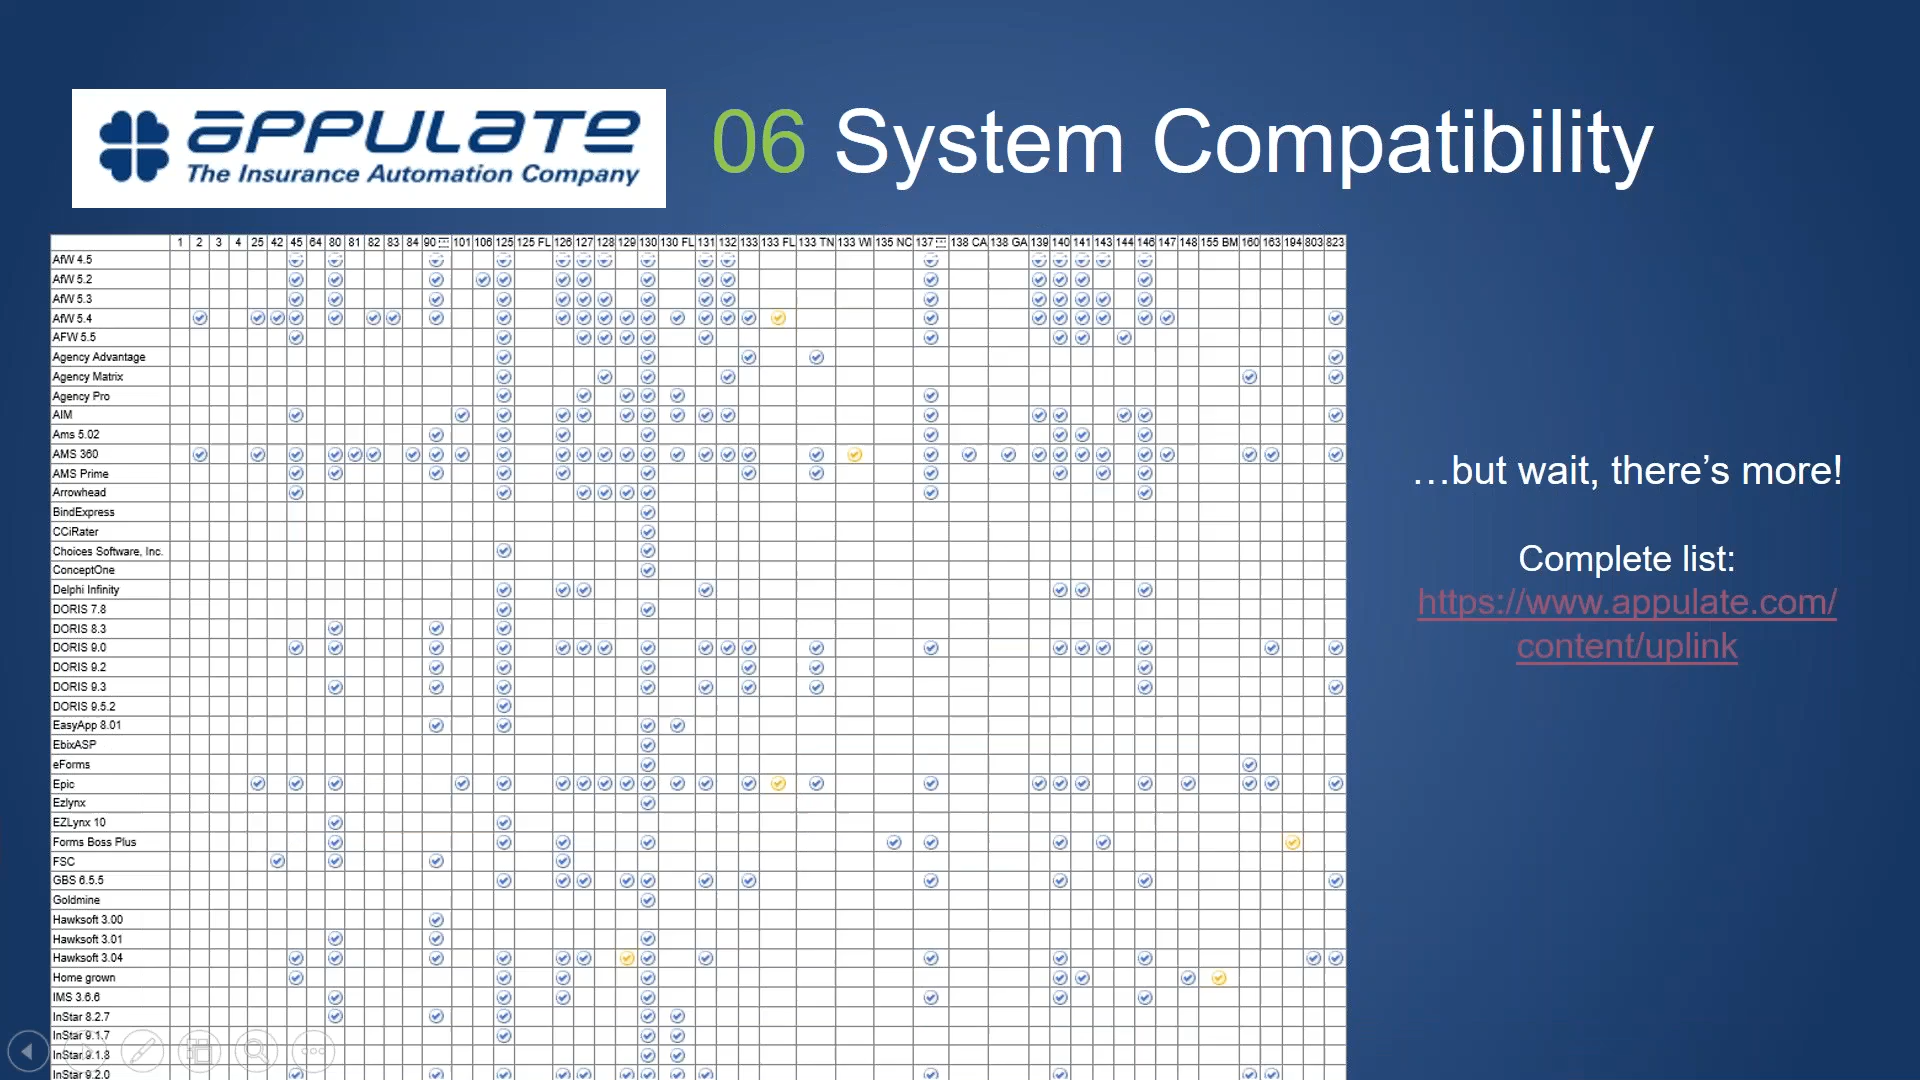 appulate
The Insurance Automation Company
06 System Compatibility
1 2 3 4 25 42 45 64 80 81 82 83 84 90 ... 101 106 125 125 FL 126 127 128 129 130 130 FL 131 132 133 133 FL 133 TN 133 WI 135 NC 137 ... 138 CA 138 GA 139 140 141 143 144 146 147 148 155 BM 160 163 194 803 823
AfW 4.5
AfW 5.2
AfW 5.3
AfW 5.4
AFW 5.5
Agency Advantage
Agency Matrix
Agency Pro
AIM
Ams 5.02
AMS 360
AMS Prime
Arrowhead
BindExpress
CCiRater
Choices Software, Inc.
ConceptOne
Delphi Infinity
DORIS 7.8
DORIS 8.3
DORIS 9.0
DORIS 9.2
DORIS 9.3
DORIS 9.5.2
EasyApp 8.01
EbixASP
eForms
Epic
Ezlynx
EZLynx 10
Forms Boss Plus
FSC
GBS 6.5.5
Goldmine
Hawksoft 3.00
Hawksoft 3.01
Hawksoft 3.04
Home grown
IMS 3.6.6
InStar 8.2.7
InStar 9.1.7
InStar 9.1.8
InStar 9.2.0
…but wait, there’s more!
Complete list:
https://www.appulate.com/
content/uplink